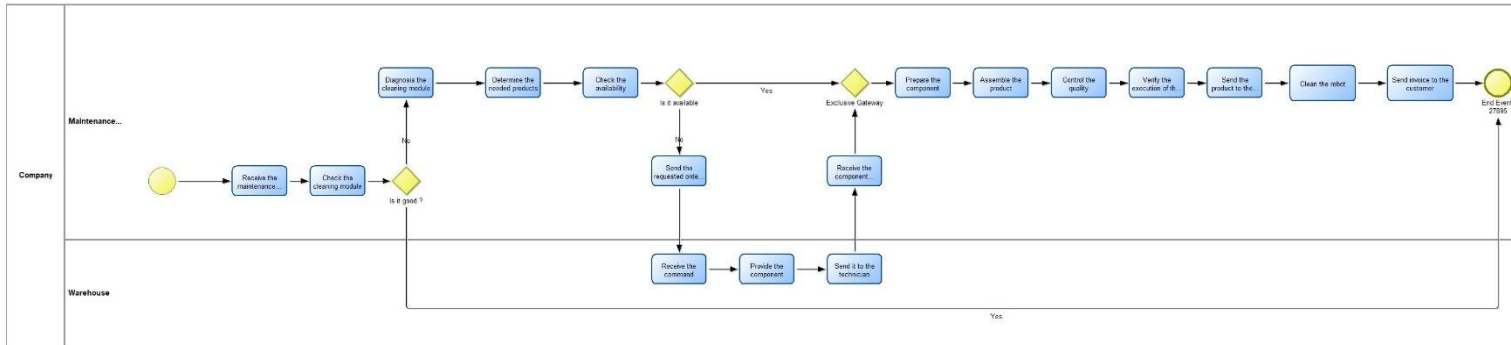 Company
Maintenance...
Warehouse
Receive the
maintenance...
Check the
cleaning module
Is it good ?
No
Yes
Diagnosis the
cleaning module
Determine the
needed products
Check the
availability
Is it available
Yes
No
Send the
requested orde...
Receive the
command
Provide the
component
Send it to the
technician
Receive the
component...
Exclusive Gateway
Prepare the
component
Assemble the
product
Control the
quality
Verify the
execution of th...
Send the
product to the...
Clean the robot
Send invoice to the
customer
End Event
27895